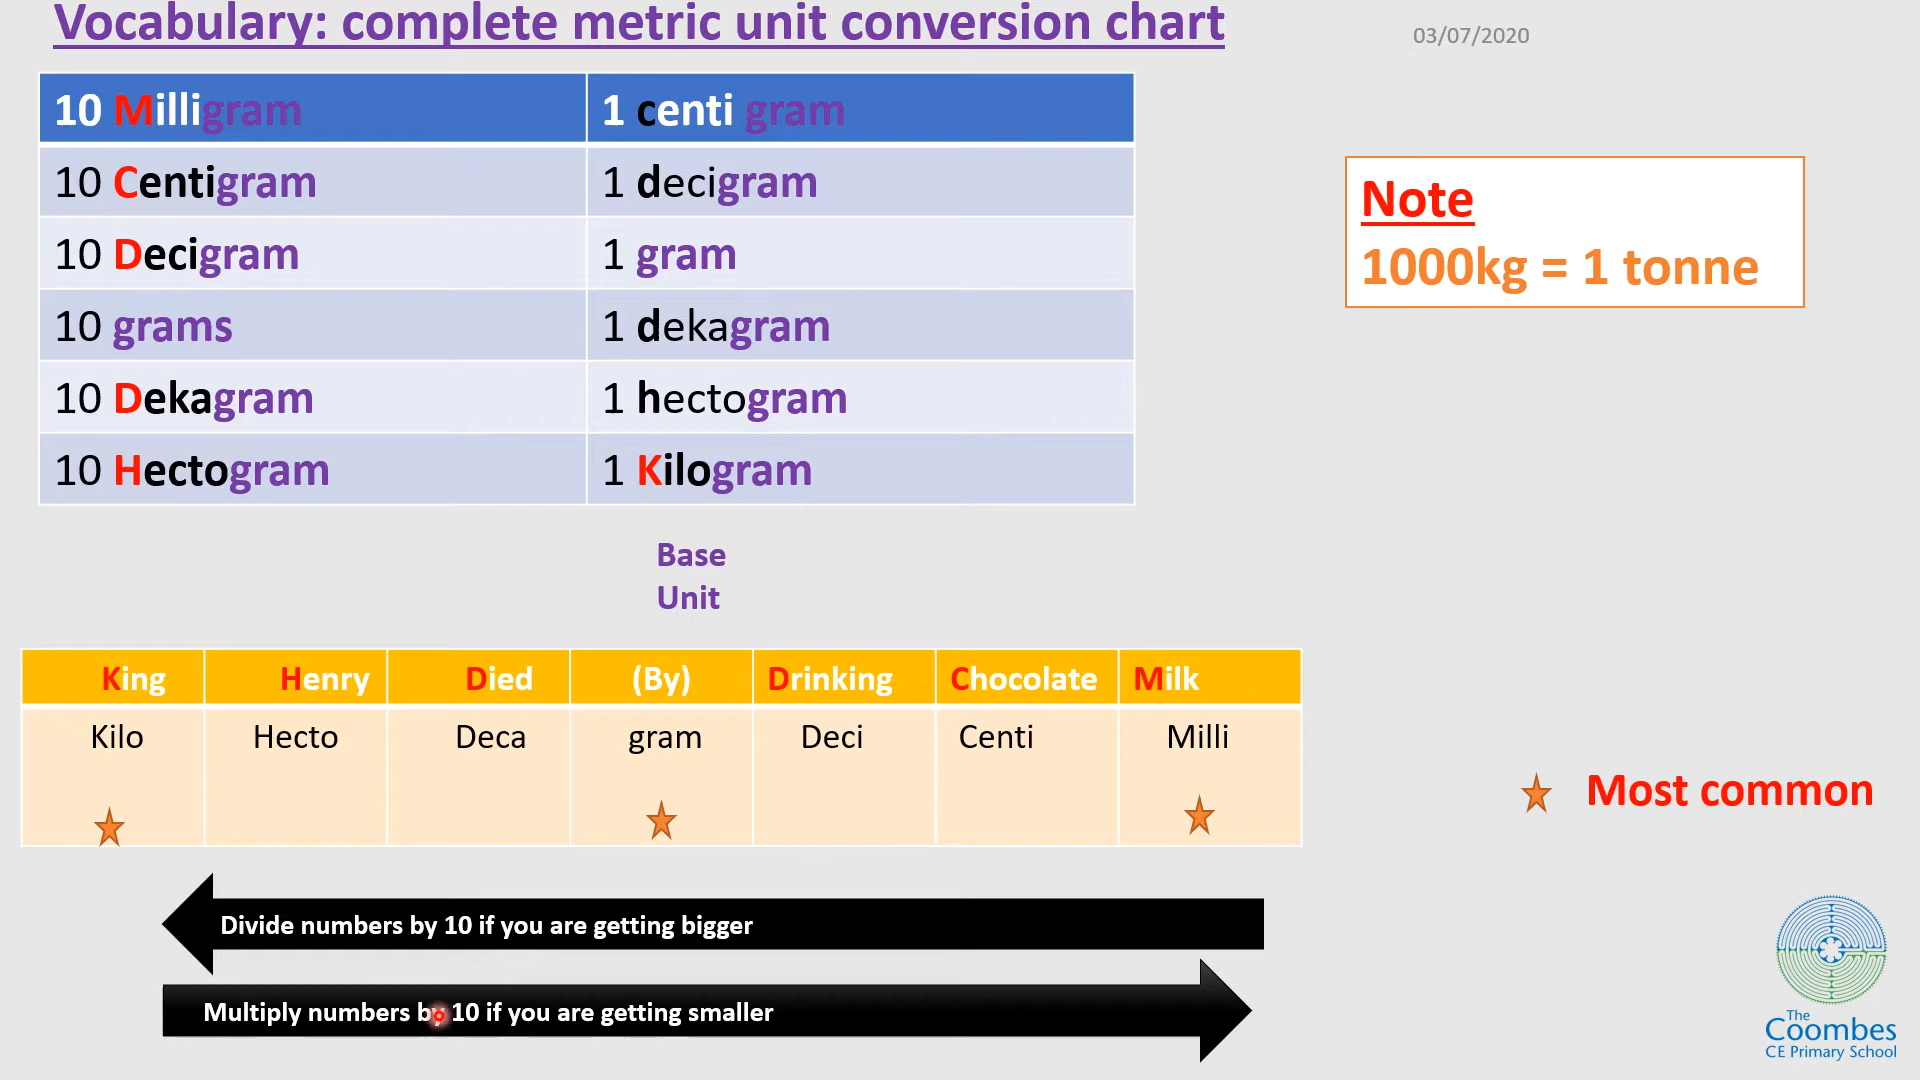 Vocabulary: complete metric unit conversion chart
03/07/2020
10 Milligram 1 centi gram
10 Centigram 1 decigram
10 Decigram 1 gram
10 grams 1 dekagram
10 Dekagram 1 hectogram
10 Hectogram 1 Kilogram
Note
1000kg = 1 tonne
Base
Unit
King Henry Died (By) Drinking Chocolate Milk
Kilo Hecto Deca gram Deci Centi Milli
Most common
Divide numbers by 10 if you are getting bigger
Multiply numbers by 10 if you are getting smaller
The
Coombes
CE Primary School